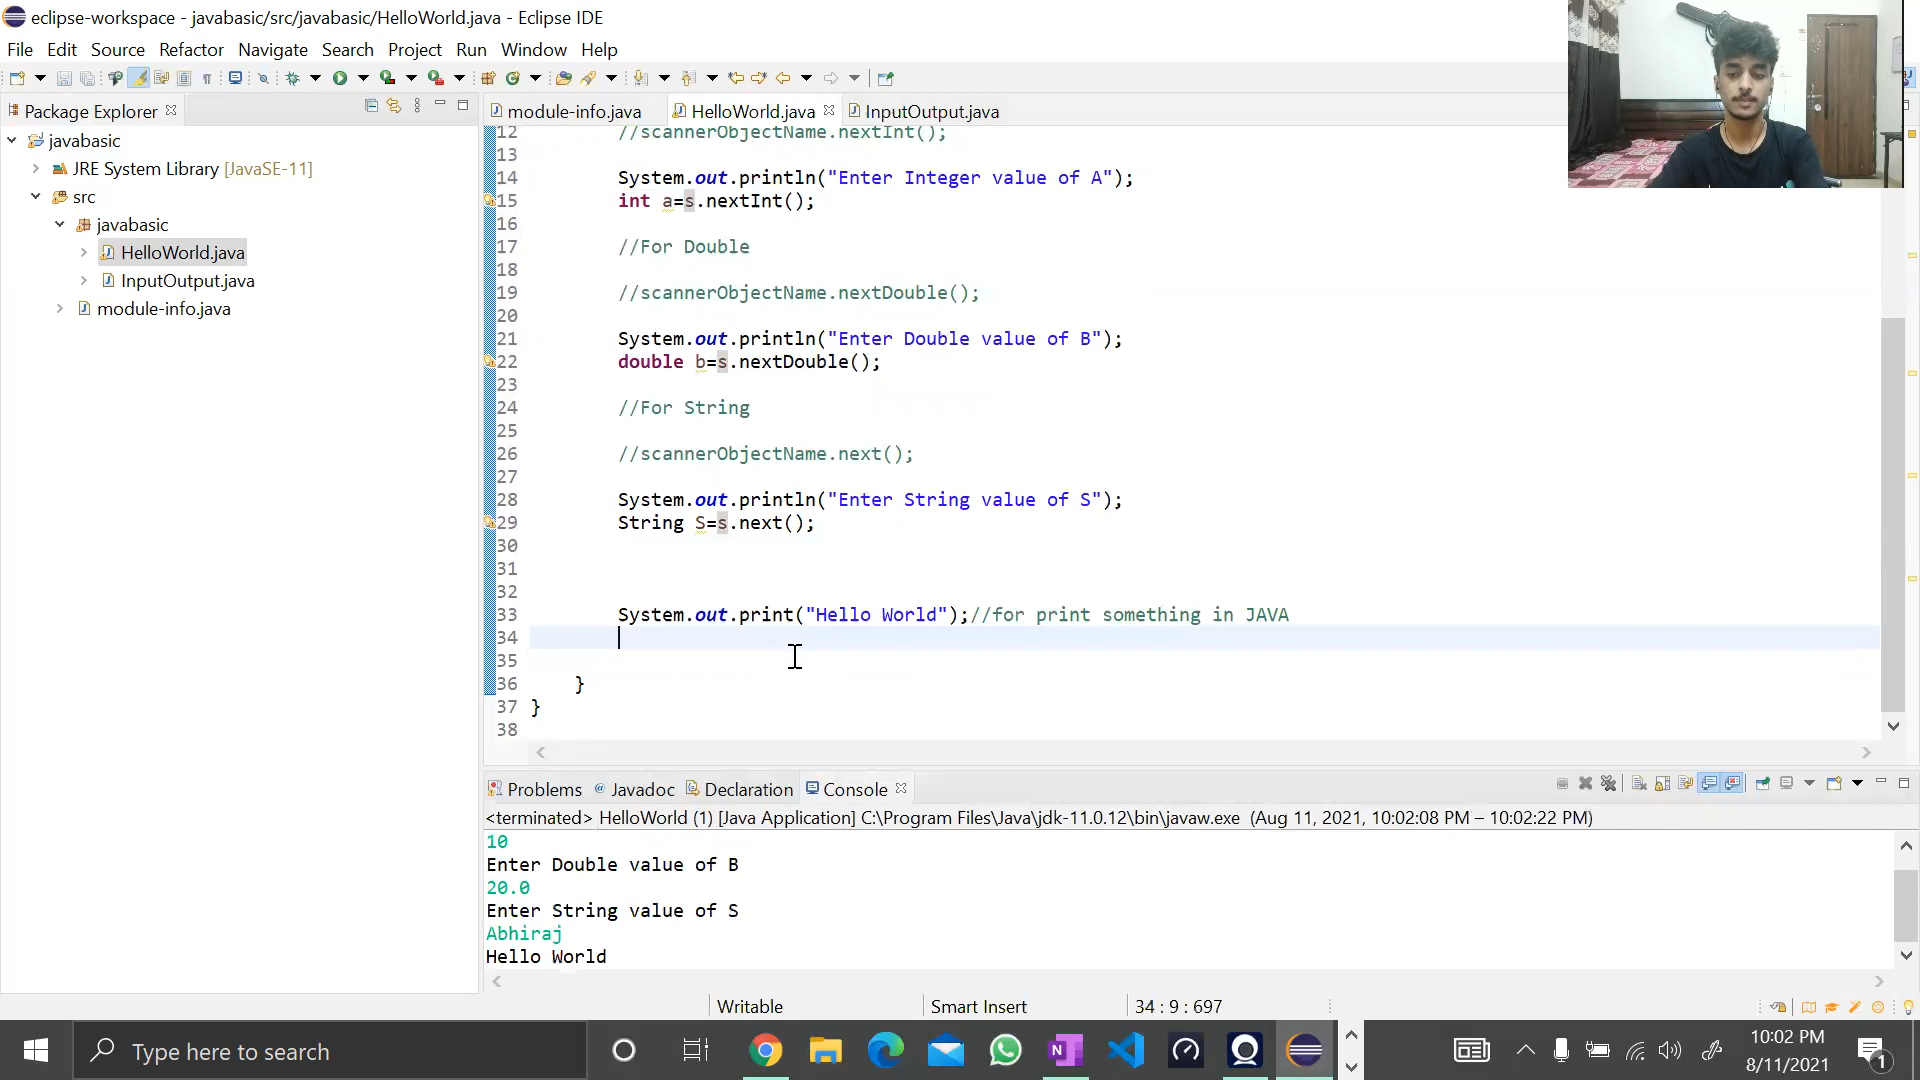 eclipse-workspace - javabasic/src/javabasic/HelloWorld.java - Eclipse IDE
File Edit Source Refactor Navigate Search Project Run Window Help
Package Explorer
module-info.java HelloWorld.java InputOutput.java
javabasic
JRE System Library [JavaSE-11]
src
javabasic
HelloWorld.java
InputOutput.java
module-info.java
12 //scannerObjectName.nextInt();
13
14 System.out.println("Enter Integer value of A");
15 int a=s.nextInt();
16
17 //For Double
18
19 //scannerObjectName.nextDouble();
20
21 System.out.println("Enter Double value of B");
22 double b=s.nextDouble();
23
24 //For String
25
26 //scannerObjectName.next();
27
28 System.out.println("Enter String value of S");
29 String S=s.next();
30
31
32
33 System.out.print("Hello World");//for print something in JAVA
34
35
36 }
37 }
38
Problems @ Javadoc Declaration Console
<terminated> HelloWorld (1) [Java Application] C:\Program Files\Java\jdk-11.0.12\bin\javaw.exe (Aug 11, 2021, 10:02:08 PM – 10:02:22 PM)
10
Enter Double value of B
20.0
Enter String value of S
Abhiraj
Hello World
Writable Smart Insert 34 : 9 : 697
Type here to search
10:02 PM
8/11/2021
1